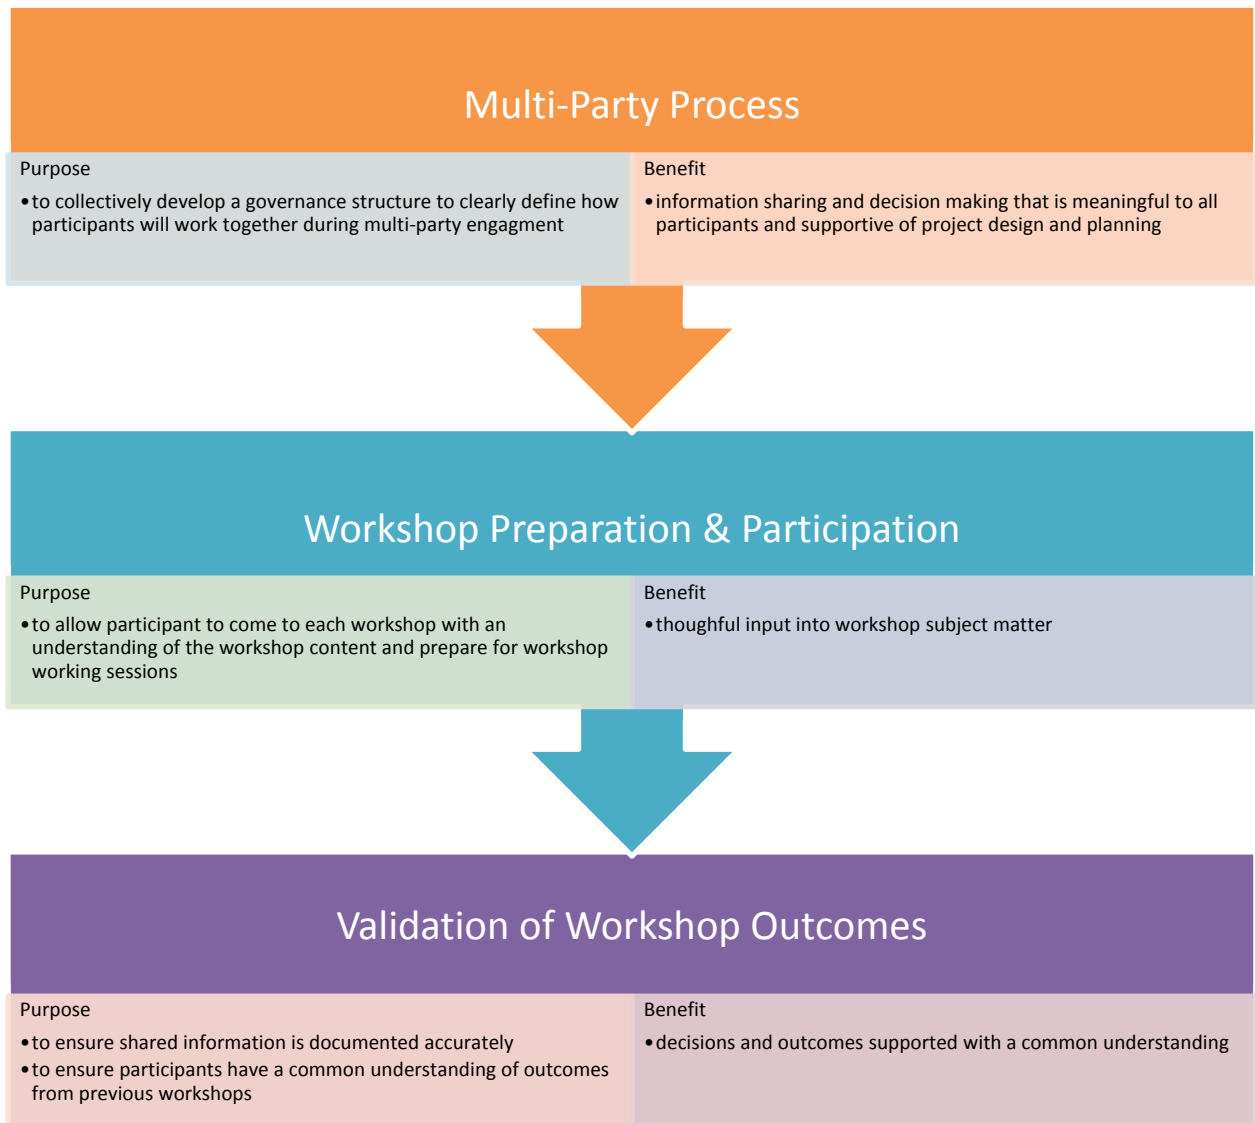 Multi-Party Process
Purpose
•to collectively develop a governance structure to clearly define how
participants will work together during multi-party engagment
Benefit
•information sharing and decision making that is meaningful to all
participants and supportive of project design and planning
Workshop Preparation & Participation
Purpose
•to allow participant to come to each workshop with an
understanding of the workshop content and prepare for workshop
working sessions
Benefit
•thoughful input into workshop subject matter
Validation of Workshop Outcomes
Purpose
•to ensure shared information is documented accurately
•to ensure participants have a common understanding of outcomes
from previous workshops
Benefit
•decisions and outcomes supported with a common understanding